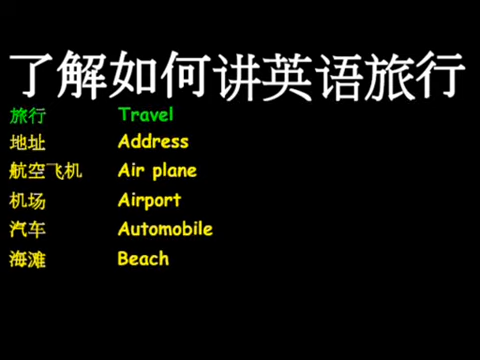 了解如何讲英语旅行
旅行 Travel
地址 Address
航空飞机 Air plane
机场 Airport
汽车 Automobile
海滩 Beach